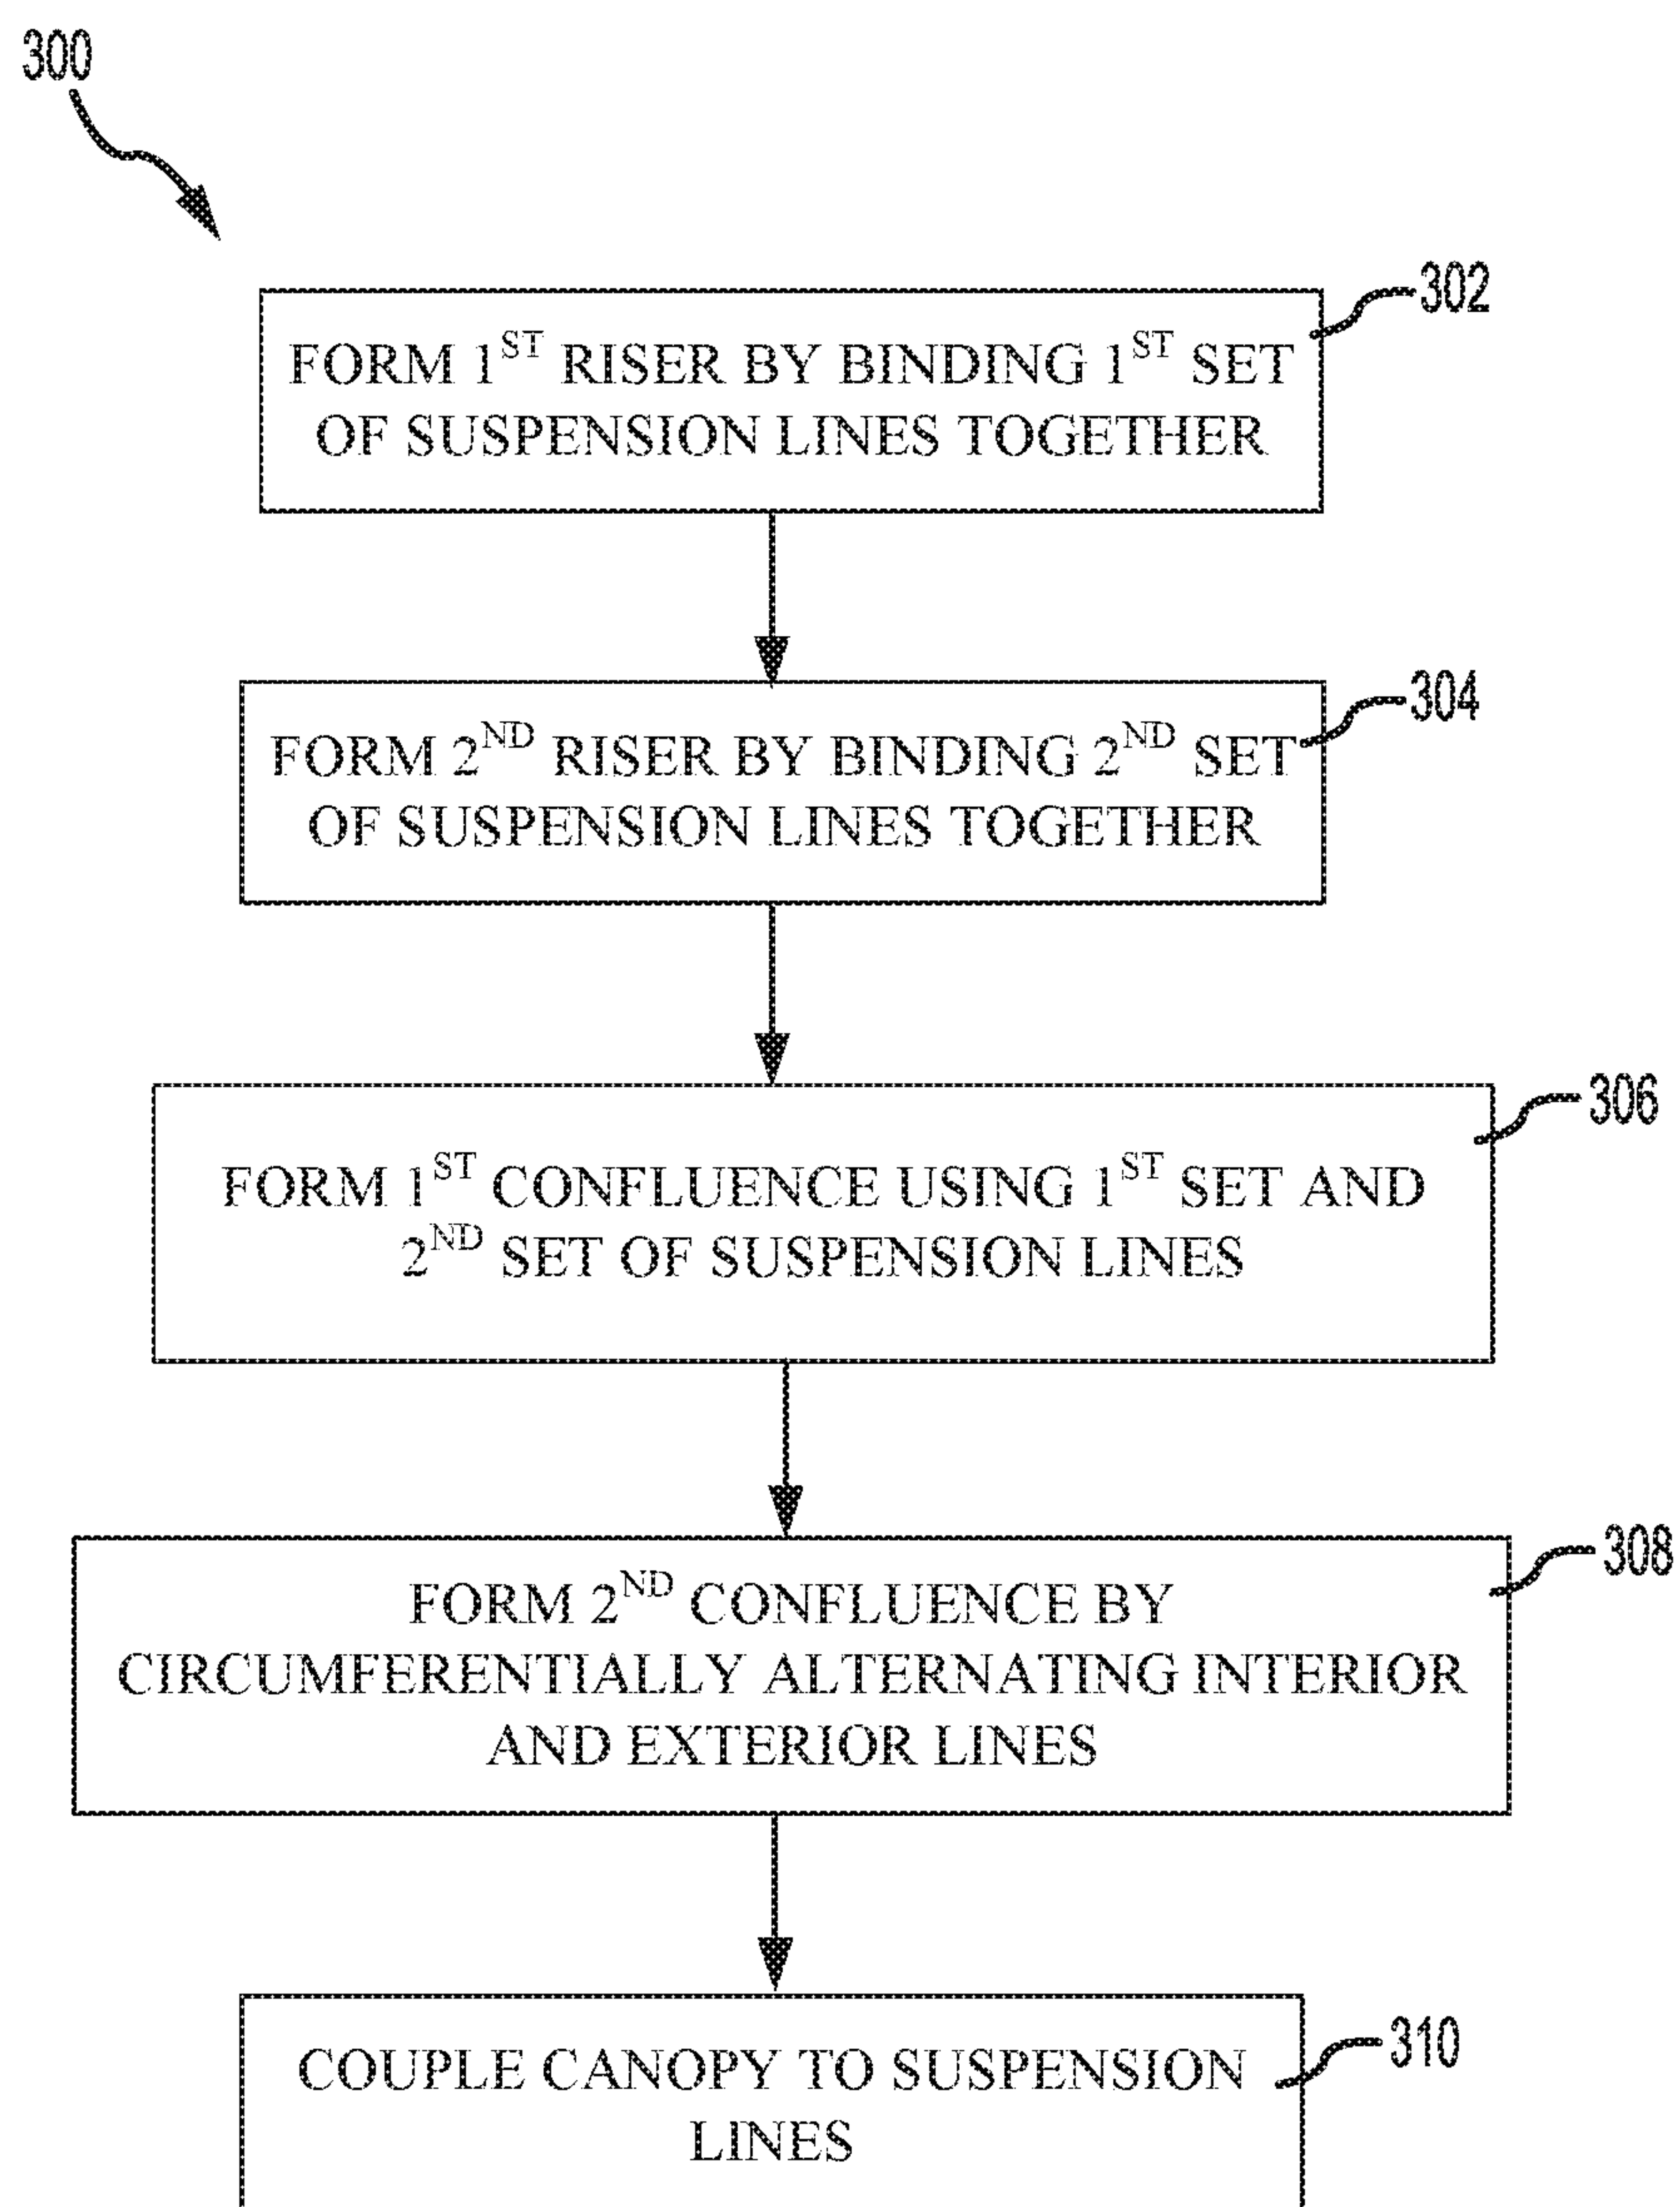 300
302
FORM 1ST RISER BY BINDING 1ST SET
OF SUSPENSION LINES TOGETHER
304
FORM 2ND RISER BY BINDING 2ND SET
OF SUSPENSION LINES TOGETHER
306
FORM 1ST CONFLUENCE USING 1ST SET AND
2ND SET OF SUSPENSION LINES
308
FORM 2ND CONFLUENCE BY
CIRCUMFERENTIALLY ALTERNATING INTERIOR
AND EXTERIOR LINES
310
COUPLE CANOPY TO SUSPENSION
LINES